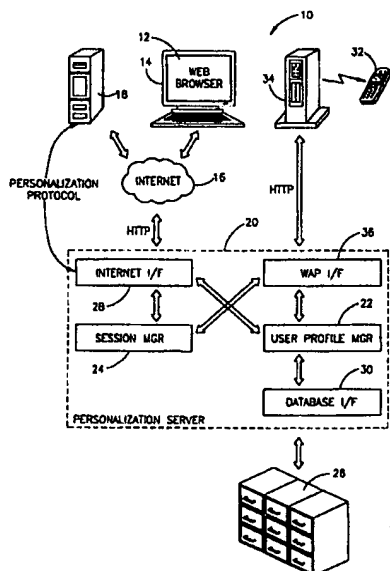 10
12
14
WEB
BROWSER
34
32
18
INTERNET
16
PERSONALIZATION
PROTOCOL
HTTP
HTTP
20
36
INTERNET I/F
WAP I/F
28
22
SESSION MGR
USER PROFILE MGR
24
30
DATABASE I/F
PERSONALIZATION SERVER
26